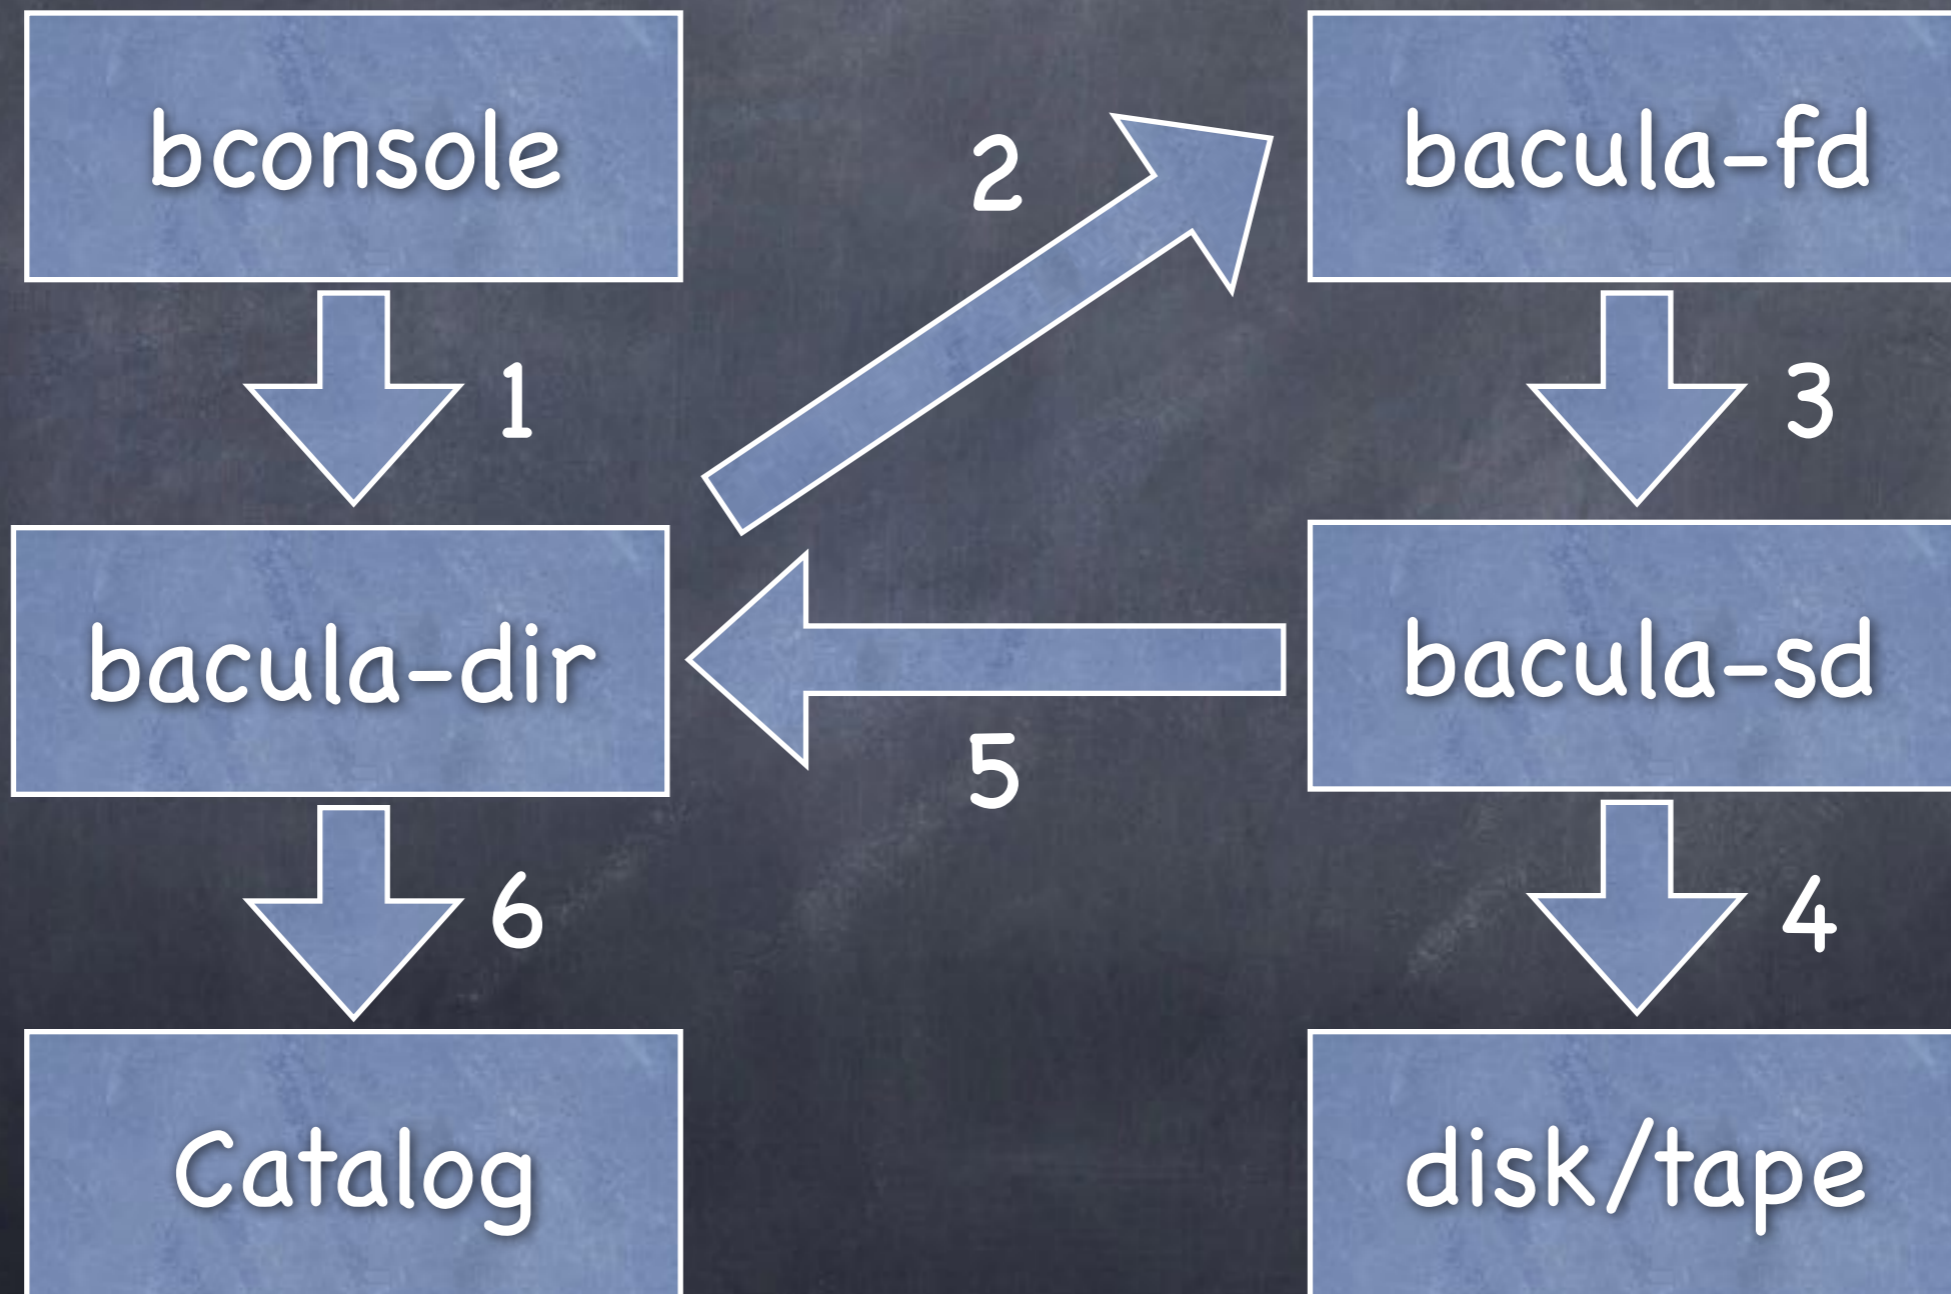 bconsole
2
bacula-fd
1
3
bacula-dir
bacula-sd
5
6
4
Catalog
disk/tape